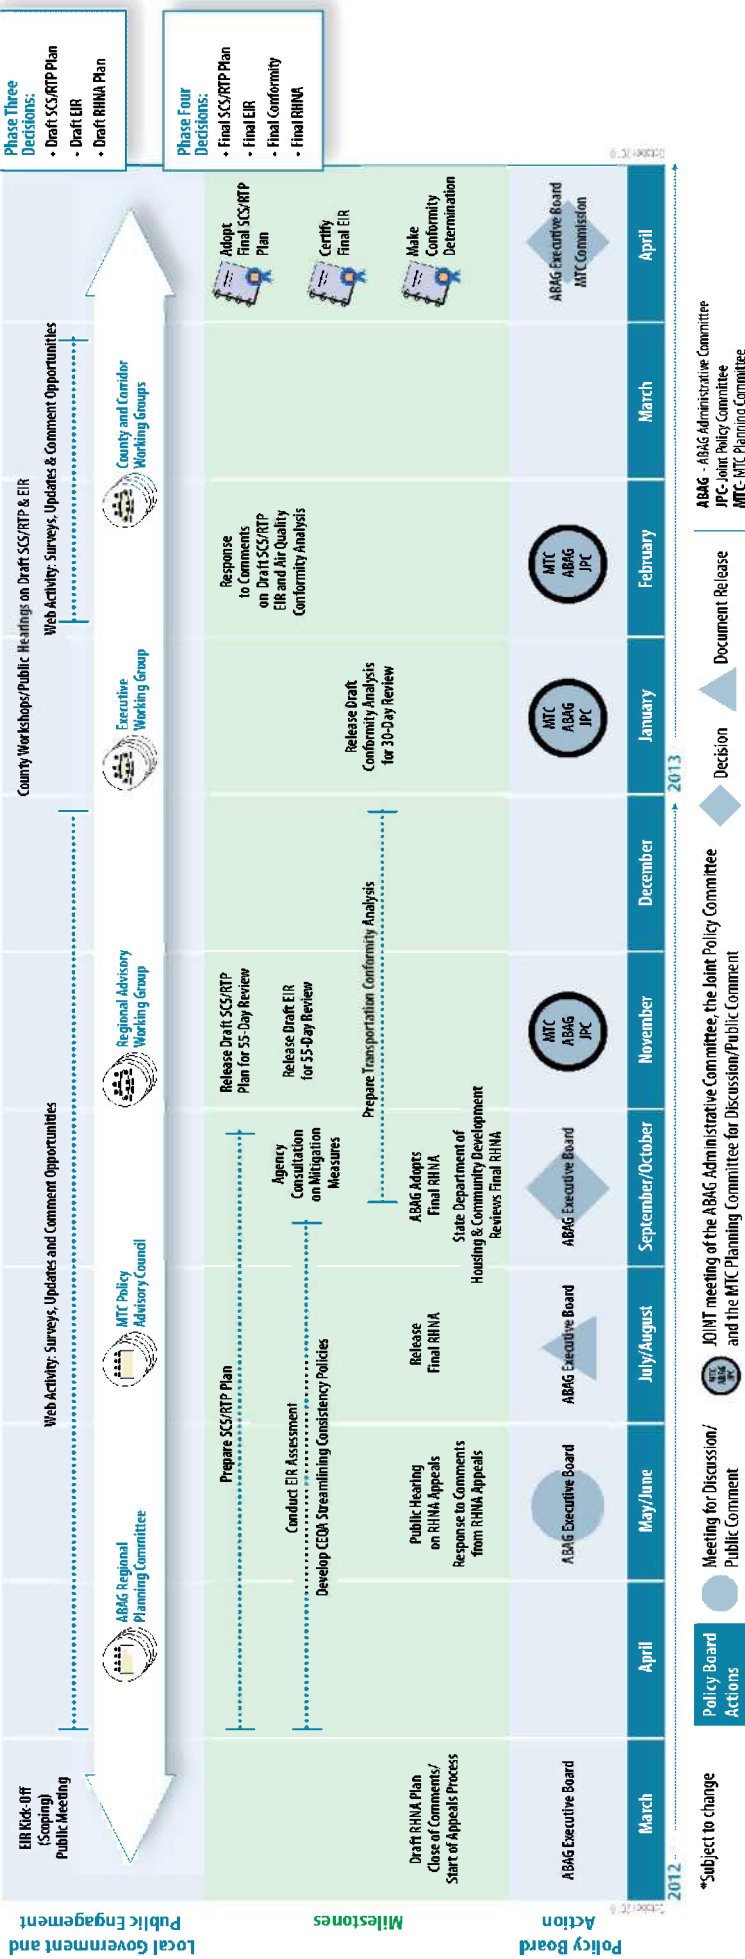 Phase Three
Decisions:
• Draft SCS/RTP Plan
• Draft EIR
• Draft RHNA Plan
Phase Four
Decisions:
• Final SCS/RTP Plan
• Final EIR
• Final Conformity
• Final RHNA
Local Government and
Public Engagement
EIR Kick-Off
(Scoping)
Public Meeting
County Workshops/Public Hearings on Draft SCS/RTP & EIR
Web Activity: Surveys, Updates and Comment Opportunities
Web Activity: Surveys, Updates & Comment Opportunities
ABAG Regional
Planning Committee
MTC Policy
Advisory Council
Regional Advisory
Working Group
Executive
Working Group
County and Corridor
Working Groups
Milestones
Prepare SCS/RTP Plan
Conduct EIR Assessment
Develop CEQA Streamlining Consistency Policies
Draft RHNA Plan
Close of Comments/
Start of Appeals Process
Public Hearing
on RHNA Appeals
Response to Comments
from RHNA Appeals
Release
Final RHNA
Agency
Consultation
on Mitigation
Measures
ABAG Adopts
Final RHNA
State Department of
Housing & Community Development
Reviews Final RHNA
Release Draft SCS/RTP
Plan for 55-Day Review
Release Draft EIR
for 55-Day Review
Prepare Transportation Conformity Analysis
Release Draft
Conformity Analysis
for 30-Day Review
Response
to Comments
on Draft SCS/RTP
EIR and Air Quality
Conformity Analysis
Adopt
Final SCS/RTP
Plan
Certify
Final EIR
Make
Conformity
Determination
Policy Board
Action
ABAG Executive Board
ABAG Executive Board
ABAG Executive Board
ABAG Executive Board
MTC
ABAG
JPC
MTC
ABAG
JPC
MTC
ABAG
JPC
ABAG Executive Board
MTC Commission
March
April
May/June
July/August
September/October
November
December
January
February
March
April
2012
2013
*Subject to change
Policy Board
Actions
Meeting for Discussion/
Public Comment
MTC
ABAG
JPC
JOINT meeting of the ABAG Administrative Committee, the Joint Policy Committee
and the MTC Planning Committee for Discussion/Public Comment
Decision
Document Release
ABAG - ABAG Administrative Committee
JPC- Joint Policy Committee
MTC- MTC Planning Committee